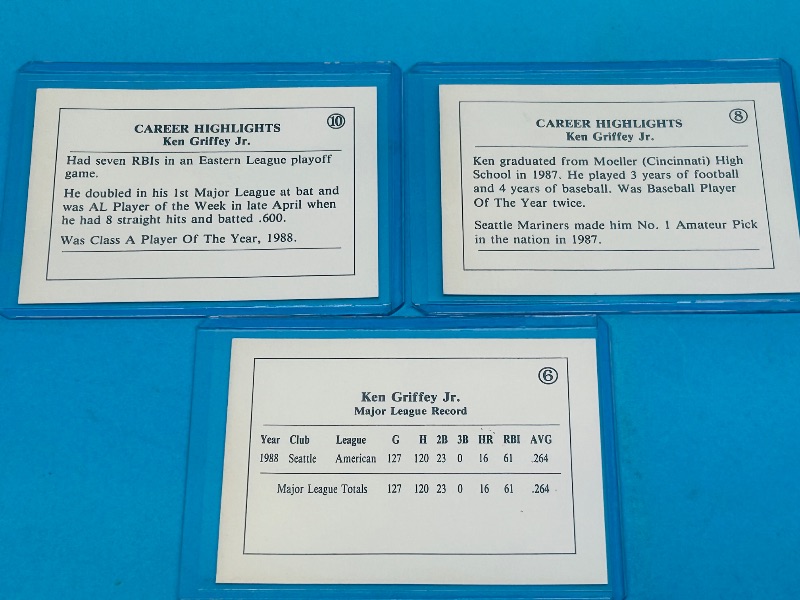 CAREER HIGHLIGHTS
10
Ken Griffey Jr.
Had seven RBIs in an Eastern League playoff
game.
He doubled in his 1st Major League at bat and
was AL Player of the Week in late April when
he had 8 straight hits and batted .600.
Was Class A Player Of The Year, 1988.
CAREER HIGHLIGHTS
8
Ken Griffey Jr.
Ken graduated from Moeller (Cincinnati) High
School in 1987. He played 3 years of football
and 4 years of baseball. Was Baseball Player
Of The Year twice.
Seattle Mariners made him No. 1 Amateur Pick
in the nation in 1987.
6
Ken Griffey Jr.
Major League Record
Year Club League G H 2B 3B HR RBI AVG
1988 Seattle American 127 120 23 0 16 61 .264
Major League Totals 127 120 23 0 16 61 .264